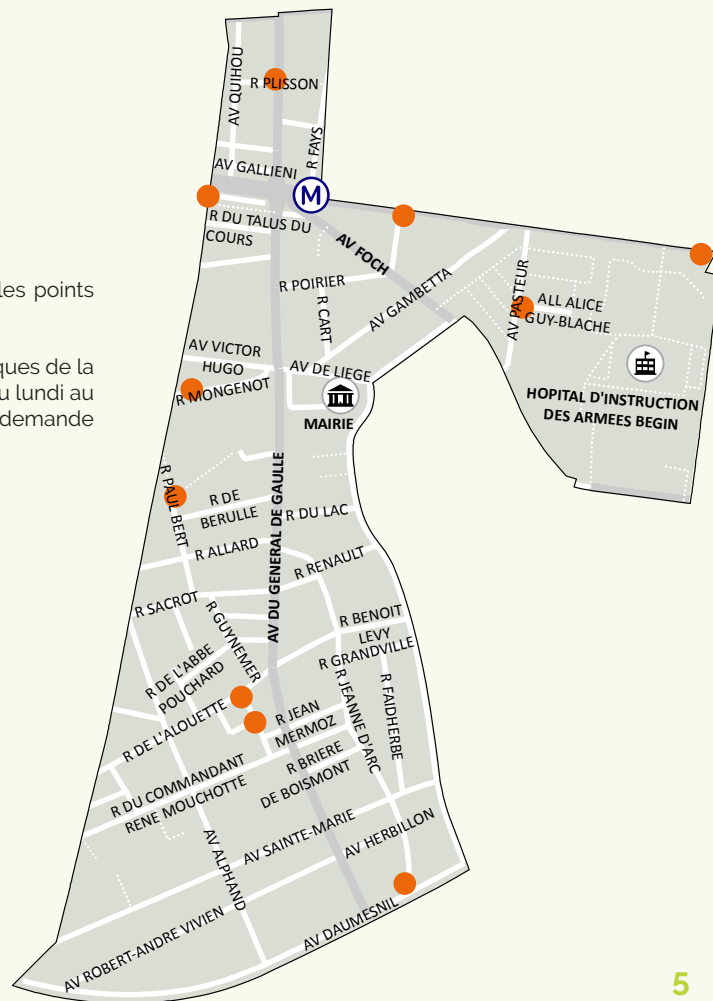 les points
ques de la
u lundi au
demande
AV QUIHOU
R PLISSON
R FAYS
AV GALLIENI
M
R DU TALUS DU
COURS
AV FOCH
R POIRIER
R CART
AV GAMBETTA
AV PASTEUR
ALL ALICE
GUY-BLACHE
AV VICTOR
HUGO
R MONGENOT
AV DE LIEGE
MAIRIE
HOPITAL D'INSTRUCTION
DES ARMEES BEGIN
R PAUL BERT
R DE
BERULLE
AV DU GENERAL DE GAULLE
R DU LAC
R ALLARD
R RENAULT
R SACROT
R GUYNEMER
R BENOIT
LEVY
R GRANDVILLE
R DE L'ABBE
POUCHARD
R DE L'ALOUETTE
R JEANNE D'ARC
R FAIDHERBE
R JEAN
MERMOZ
R BRIERE
DE BOISMONT
R DU COMMANDANT
RENE MOUCHOTTE
AV ALPHAND
AV SAINTE-MARIE
AV HERBILLON
AV ROBERT-ANDRE VIVIEN
AV DAUMESNIL
5